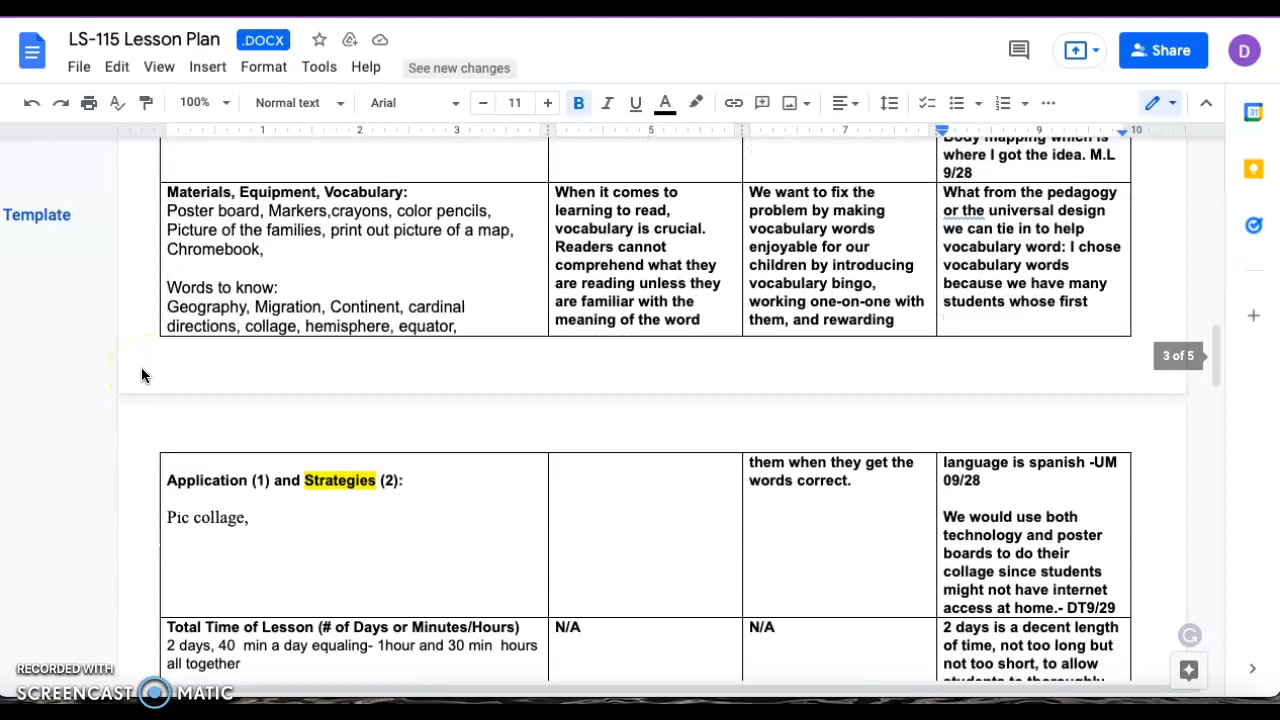 LS-115 Lesson Plan .DOCX
File Edit View Insert Format Tools Help See new changes
Share
D
100% Normal text Arial 11
B I U A
1 2 3 5 7 9 10
Template
Body mapping which is
where I got the idea. M.L
9/28
Materials, Equipment, Vocabulary:
Poster board, Markers,crayons, color pencils,
Picture of the families, print out picture of a map,
Chromebook,
Words to know:
Geography, Migration, Continent, cardinal
directions, collage, hemisphere, equator,
When it comes to
learning to read,
vocabulary is crucial.
Readers cannot
comprehend what they
are reading unless they
are familiar with the
meaning of the word
We want to fix the
problem by making
vocabulary words
enjoyable for our
children by introducing
vocabulary bingo,
working one-on-one with
them, and rewarding
What from the pedagogy
or the universal design
we can tie in to help
vocabulary word: I chose
vocabulary words
because we have many
students whose first
3 of 5
Application (1) and Strategies (2):
Pic collage,
them when they get the
words correct.
language is spanish -UM
09/28
We would use both
technology and poster
boards to do their
collage since students
might not have internet
access at home.- DT9/29
Total Time of Lesson (# of Days or Minutes/Hours)
2 days, 40 min a day equaling- 1hour and 30 min hours
all together
N/A
N/A
2 days is a decent length
of time, not too long but
not too short, to allow
students to thoroughly
RECORDED WITH
SCREENCAST MATIC
31